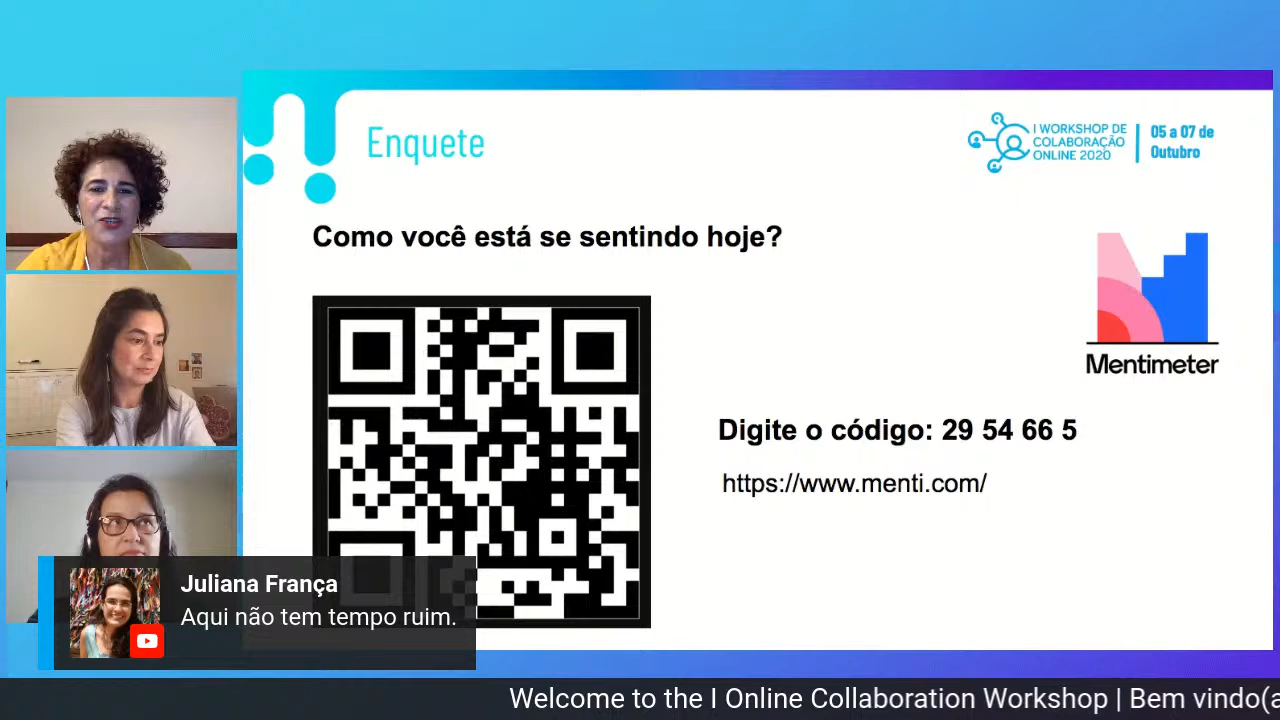 Enquete
I WORKSHOP DE
COLABORAÇÃO
ONLINE 2020
05 a 07 de
Outubro
Como você está se sentindo hoje?
Mentimeter
Digite o código: 29 54 66 5
https://www.menti.com/
Juliana França
Aqui não tem tempo ruim.
Welcome to the I Online Collaboration Workshop | Bem vindo(a